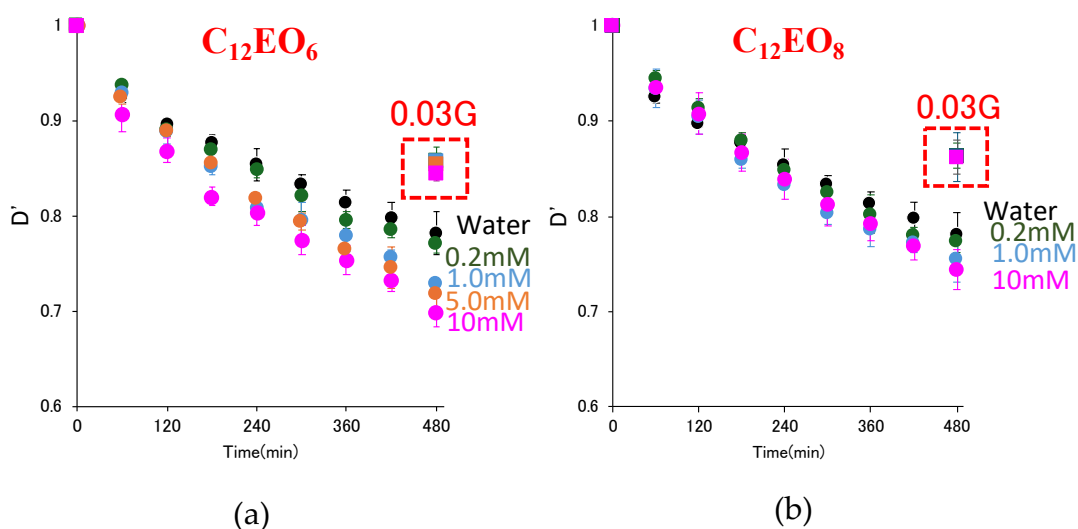 C₁₂EO₆
D'
1
0.9
0.8
0.7
0.6
0
120
240
360
480
Time(min)
0.03G
Water
0.2mM
1.0mM
5.0mM
10mM
(a)
C₁₂EO₈
D'
1
0.9
0.8
0.7
0.6
0
120
240
360
480
Time(min)
0.03G
Water
0.2mM
1.0mM
10mM
(b)